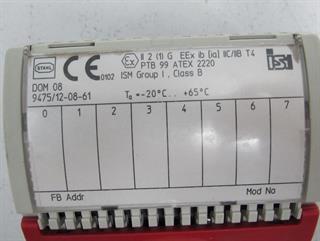 STAHL
CE 0102
Ex II 2 (1) G EEx ib [ia] IIC/IIB T4
PTB 99 ATEX 2220
ISM Group I , Class B
DOM 08
9475/12-08-61
Ta =-20°C.. +65°C
0 1 2 3 4 5 6 7
FB Addr
Mod No